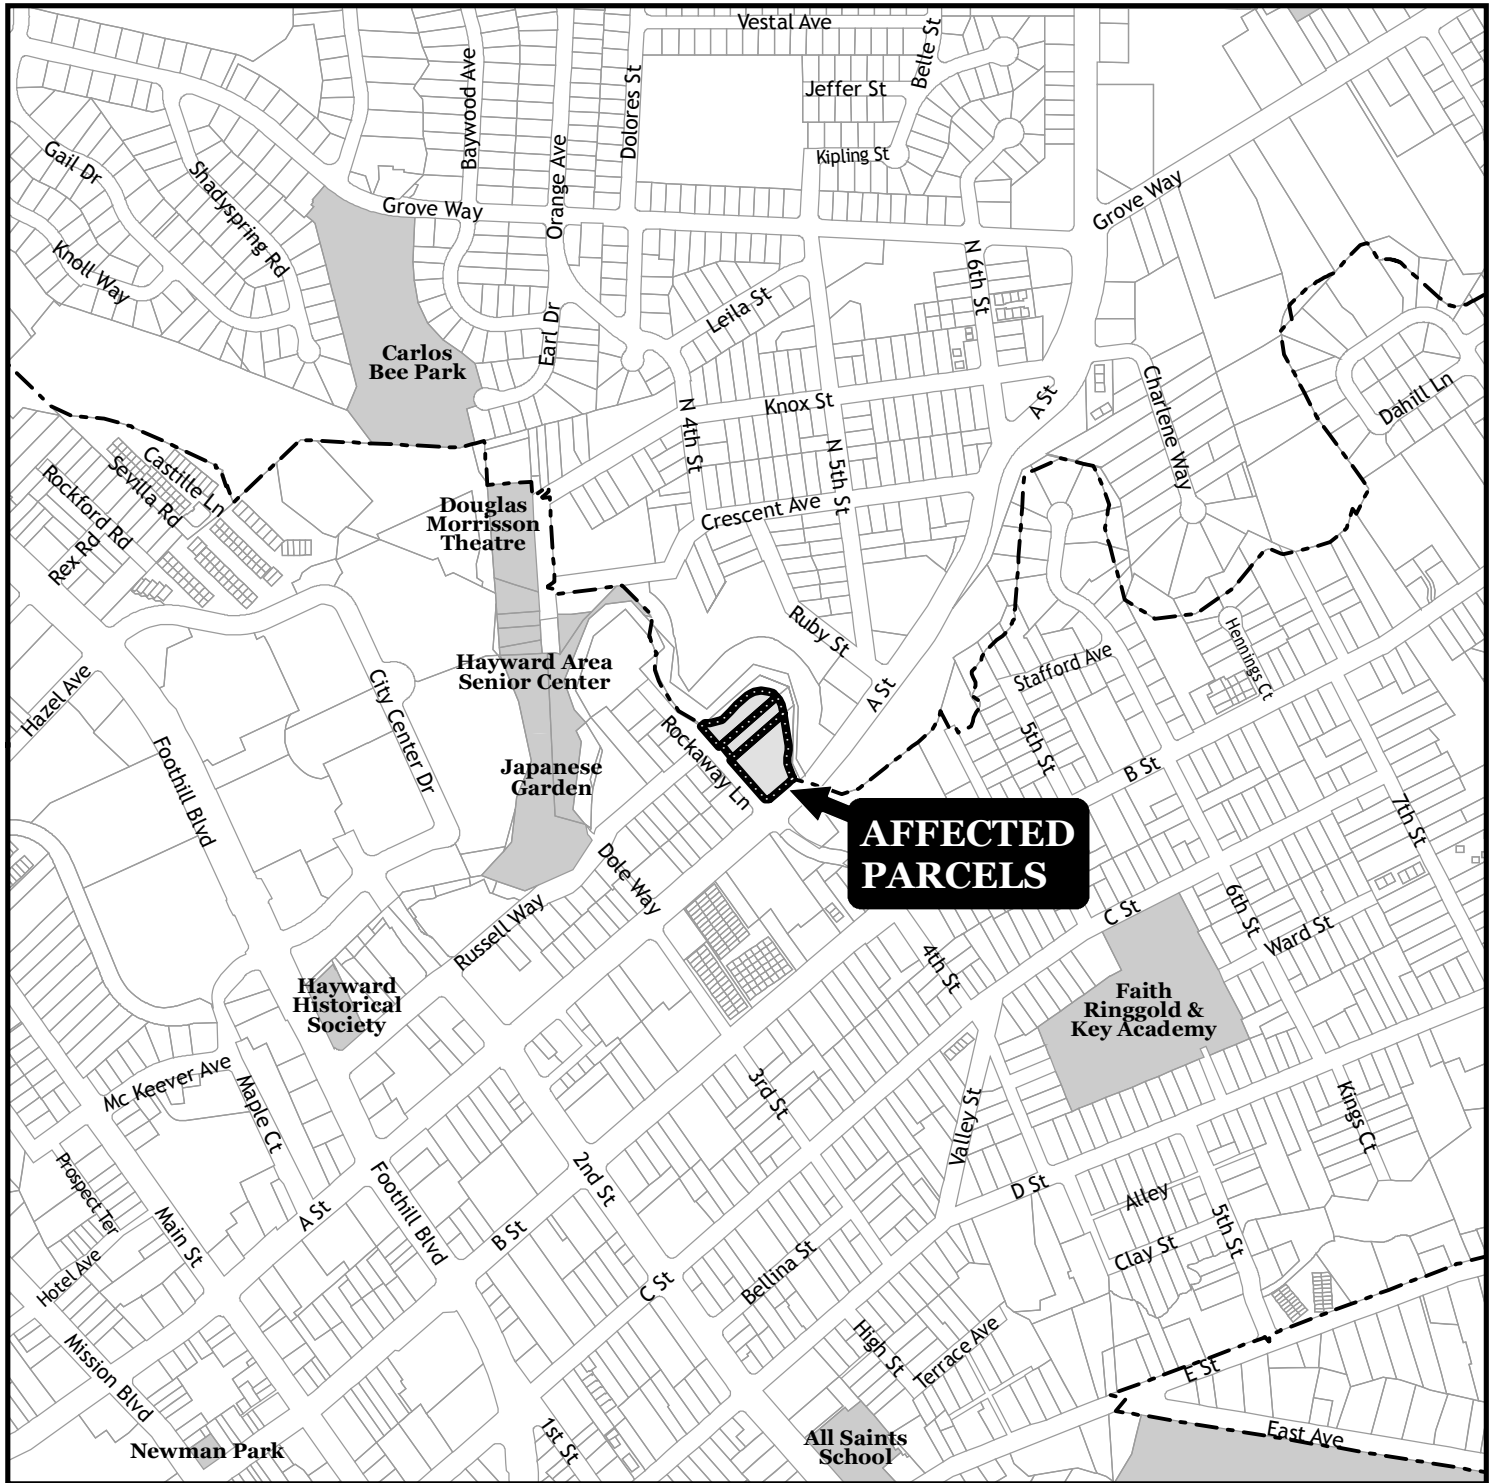 Vestal Ave
Belle St
Jeffer St
Kipling St
Baywood Ave
Orange Ave
Dolores St
Gail Dr
Shadyspring Rd
Knoll Way
Grove Way
Grove Way
N 6th St
Leila St
Earl Dr
Carlos
Bee Park
Knox St
A St
Charlene Way
Dahill Ln
N 4th St
N 5th St
Castille Ln
Sevilla Rd
Rockford Rd
Rex Rd
Crescent Ave
Douglas
Morrisson
Theatre
Ruby St
Hennings Ct
Stafford Ave
Hayward Area
Senior Center
Hazel Ave
City Center Dr
A St
Rockaway Ln
5th St
B St
Foothill Blvd
Japanese
Garden
7th St
AFFECTED
PARCELS
Dole Way
Russell Way
C St
6th St
Ward St
4th St
Hayward
Historical
Society
Faith
Ringgold &
Key Academy
Mc Keever Ave
Maple Ct
3rd St
Valley St
Kings Ct
Prospect Ter
Main St
A St
Foothill Blvd
2nd St
B St
D St
Alley
5th St
Clay St
Hotel Ave
C St
Bellina St
High St
Terrace Ave
Mission Blvd
E St
East Ave
Newman Park
1st St
All Saints
School